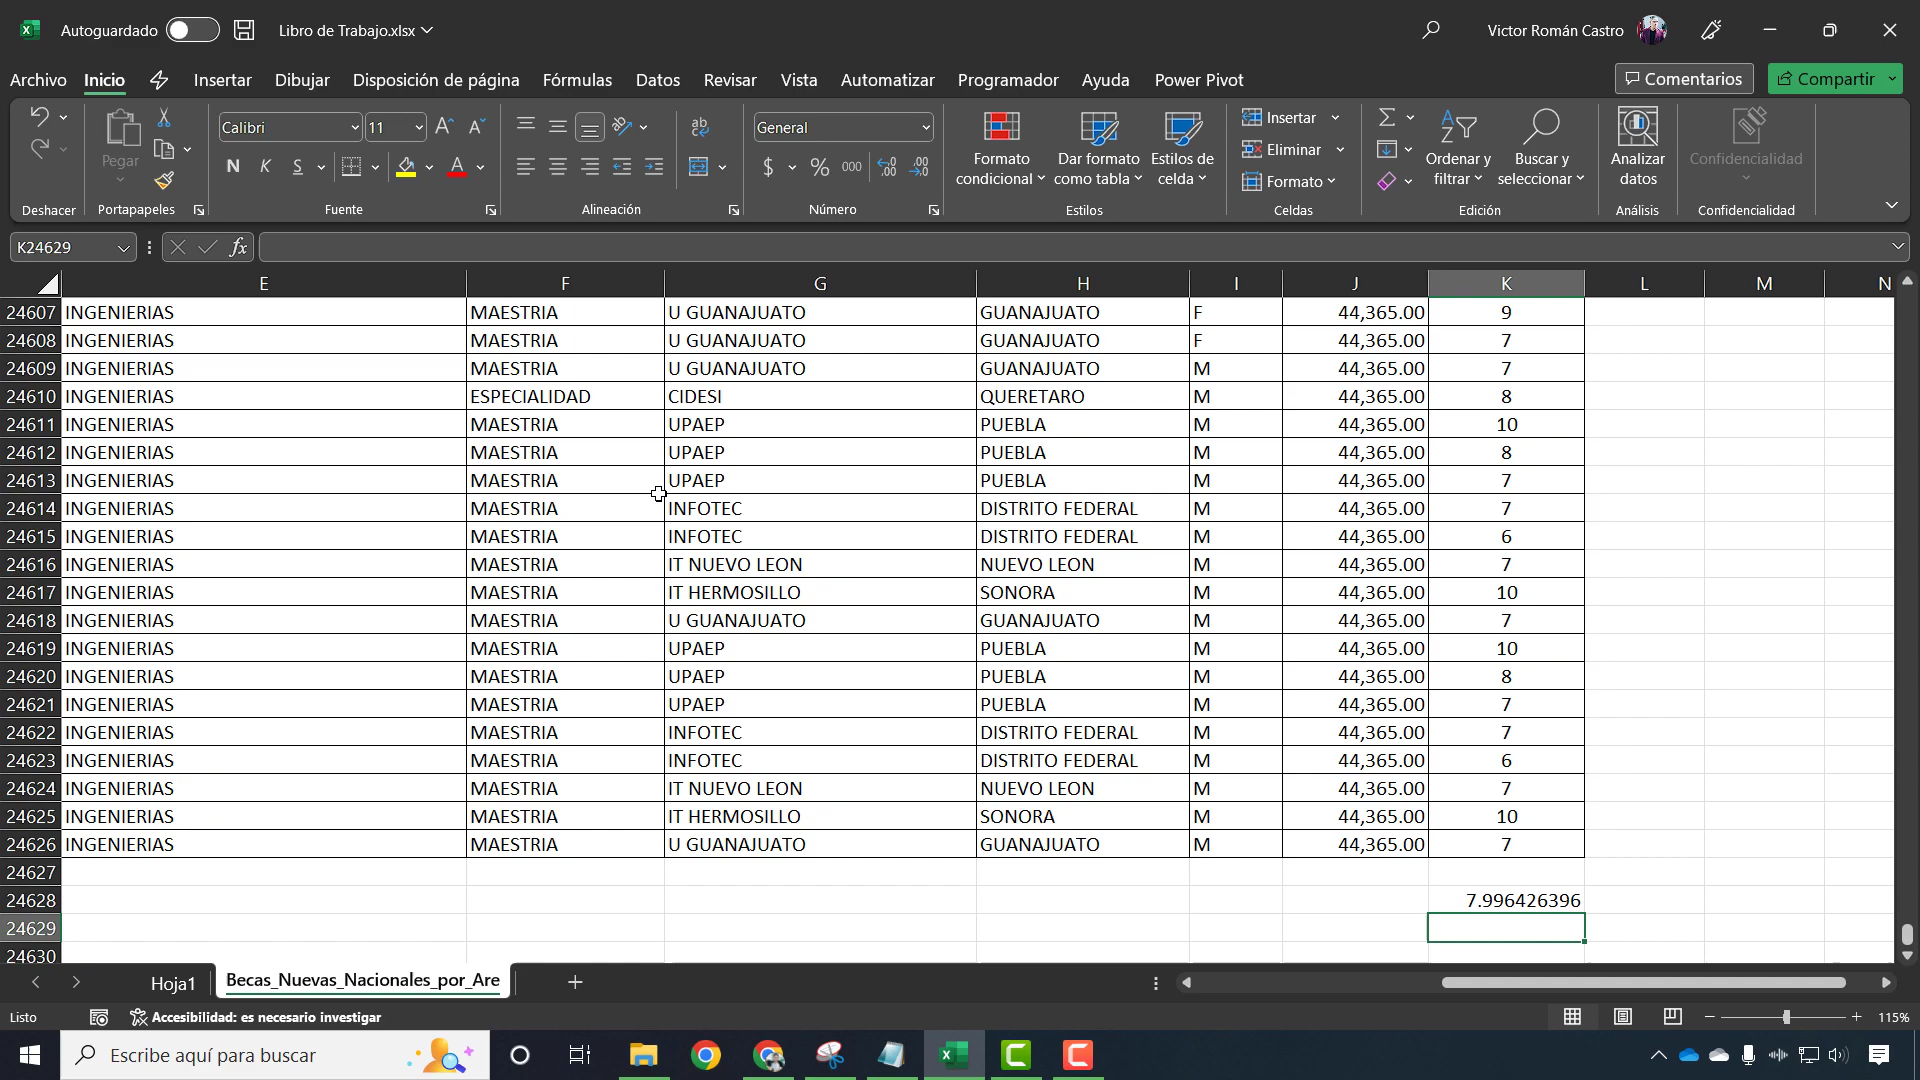 Autoguardado Libro de Trabajo.xlsx Victor Román Castro
Archivo Inicio Insertar Dibujar Disposición de página Fórmulas Datos Revisar Vista Automatizar Programador Ayuda Power Pivot Comentarios Compartir
Pegar Calibri 11 N K S General $ % 000 Formato condicional Dar formato como tabla Estilos de celda Insertar Eliminar Formato Ordenar y filtrar Buscar y seleccionar Analizar datos Confidencialidad
Deshacer Portapapeles Fuente Alineación Número Estilos Celdas Edición Análisis Confidencialidad
K24629 fx
E F G H I J K L M N
24607 INGENIERIAS MAESTRIA U GUANAJUATO GUANAJUATO F 44,365.00 9
24608 INGENIERIAS MAESTRIA U GUANAJUATO GUANAJUATO F 44,365.00 7
24609 INGENIERIAS MAESTRIA U GUANAJUATO GUANAJUATO M 44,365.00 7
24610 INGENIERIAS ESPECIALIDAD CIDESI QUERETARO M 44,365.00 8
24611 INGENIERIAS MAESTRIA UPAEP PUEBLA M 44,365.00 10
24612 INGENIERIAS MAESTRIA UPAEP PUEBLA M 44,365.00 8
24613 INGENIERIAS MAESTRIA UPAEP PUEBLA M 44,365.00 7
24614 INGENIERIAS MAESTRIA INFOTEC DISTRITO FEDERAL M 44,365.00 7
24615 INGENIERIAS MAESTRIA INFOTEC DISTRITO FEDERAL M 44,365.00 6
24616 INGENIERIAS MAESTRIA IT NUEVO LEON NUEVO LEON M 44,365.00 7
24617 INGENIERIAS MAESTRIA IT HERMOSILLO SONORA M 44,365.00 10
24618 INGENIERIAS MAESTRIA U GUANAJUATO GUANAJUATO M 44,365.00 7
24619 INGENIERIAS MAESTRIA UPAEP PUEBLA M 44,365.00 10
24620 INGENIERIAS MAESTRIA UPAEP PUEBLA M 44,365.00 8
24621 INGENIERIAS MAESTRIA UPAEP PUEBLA M 44,365.00 7
24622 INGENIERIAS MAESTRIA INFOTEC DISTRITO FEDERAL M 44,365.00 7
24623 INGENIERIAS MAESTRIA INFOTEC DISTRITO FEDERAL M 44,365.00 6
24624 INGENIERIAS MAESTRIA IT NUEVO LEON NUEVO LEON M 44,365.00 7
24625 INGENIERIAS MAESTRIA IT HERMOSILLO SONORA M 44,365.00 10
24626 INGENIERIAS MAESTRIA U GUANAJUATO GUANAJUATO M 44,365.00 7
24627
24628 7.996426396
24629
24630
Hoja1 Becas_Nuevas_Nacionales_por_Are
Listo Accesibilidad: es necesario investigar 115%
Escribe aquí para buscar